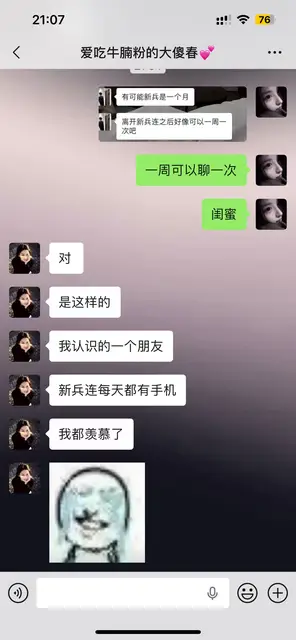 21:07
76
爱吃牛腩粉的大傻春💕
有可能新兵是一个月
离开新兵连之后好像可以一周一
次吧
一周可以聊一次
闺蜜
对
是这样的
我认识的一个朋友
新兵连每天都有手机
我都羡慕了